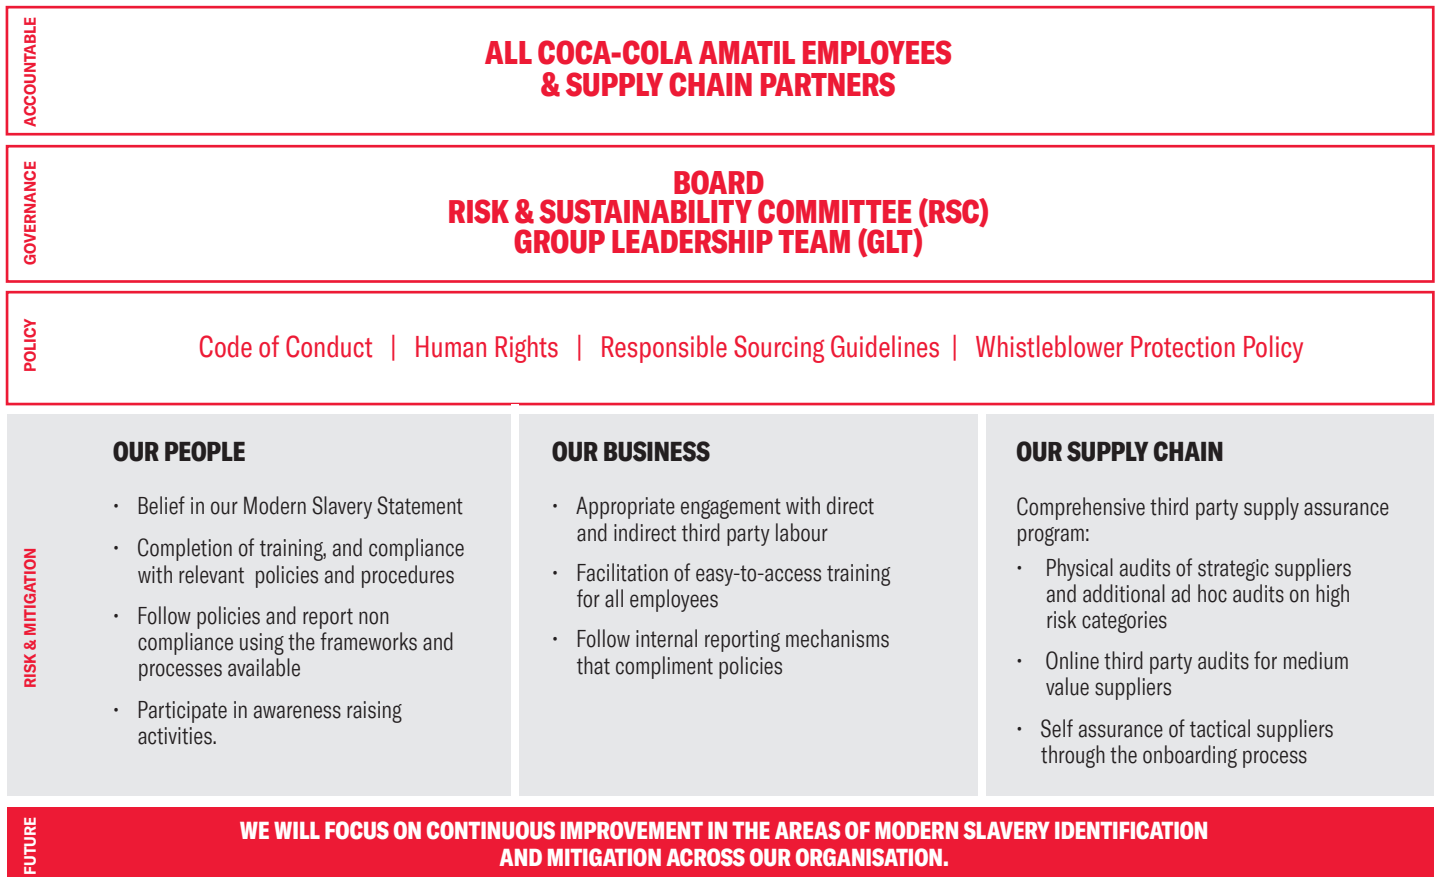 ACCOUNTABLE
ALL COCA-COLA AMATIL EMPLOYEES
& SUPPLY CHAIN PARTNERS
GOVERNANCE
BOARD
RISK & SUSTAINABILITY COMMITTEE (RSC)
GROUP LEADERSHIP TEAM (GLT)
POLICY
Code of Conduct | Human Rights | Responsible Sourcing Guidelines | Whistleblower Protection Policy
RISK & MITIGATION
OUR PEOPLE
• Belief in our Modern Slavery Statement
• Completion of training, and compliance
with relevant policies and procedures
• Follow policies and report non
compliance using the frameworks and
processes available
• Participate in awareness raising
activities.
OUR BUSINESS
• Appropriate engagement with direct
and indirect third party labour
• Facilitation of easy-to-access training
for all employees
• Follow internal reporting mechanisms
that compliment policies
OUR SUPPLY CHAIN
Comprehensive third party supply assurance
program:
• Physical audits of strategic suppliers
and additional ad hoc audits on high
risk categories
• Online third party audits for medium
value suppliers
• Self assurance of tactical suppliers
through the onboarding process
FUTURE
WE WILL FOCUS ON CONTINUOUS IMPROVEMENT IN THE AREAS OF MODERN SLAVERY IDENTIFICATION
AND MITIGATION ACROSS OUR ORGANISATION.